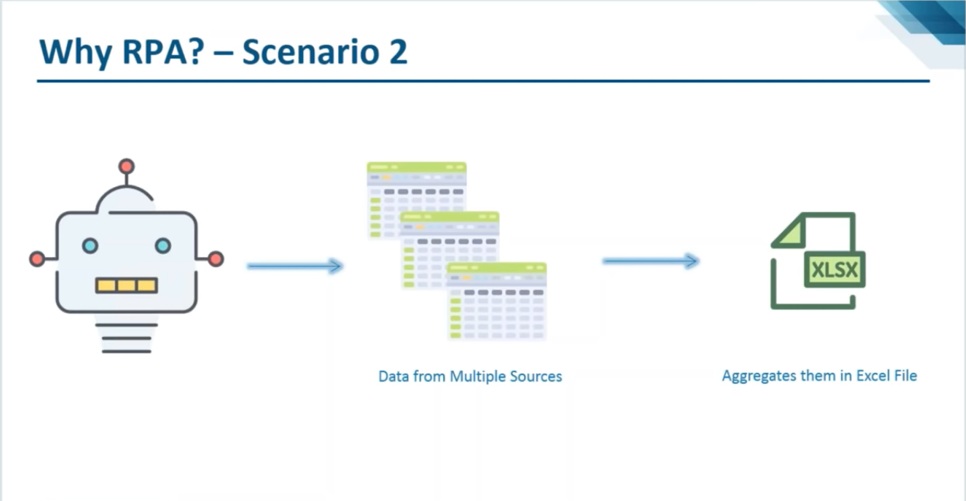 Why RPA? – Scenario 2
XLSX
Data from Multiple Sources
Aggregates them in Excel File